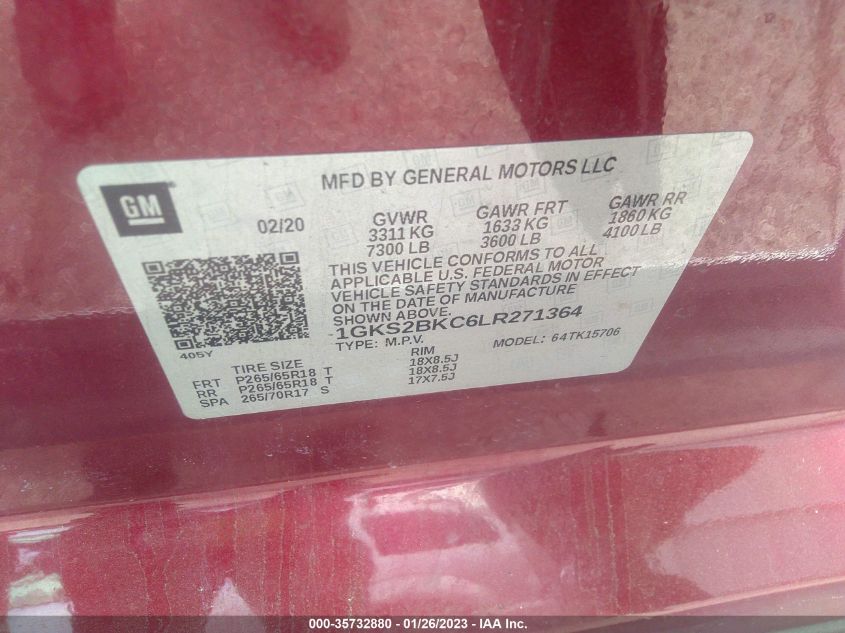 GM
MFD BY GENERAL MOTORS LLC
02/20
GVWR GAWR FRT GAWR RR
3311 KG 1633 KG 1860 KG
7300 LB 3600 LB 4100 LB
THIS VEHICLE CONFORMS TO ALL
APPLICABLE U.S. FEDERAL MOTOR
VEHICLE SAFETY STANDARDS IN EFFECT
ON THE DATE OF MANUFACTURE
1GKS2BKC6LR271364
405Y
TYPE: M.P.V. MODEL: 64TK15706
TIRE SIZE RIM
FRT P265/65R18 T 18X8.5J
RR P265/65R18 T 18X8.5J
SPA 265/70R17 S 17X7.5J
000-35732880 - 01/26/2023 - IAA Inc.